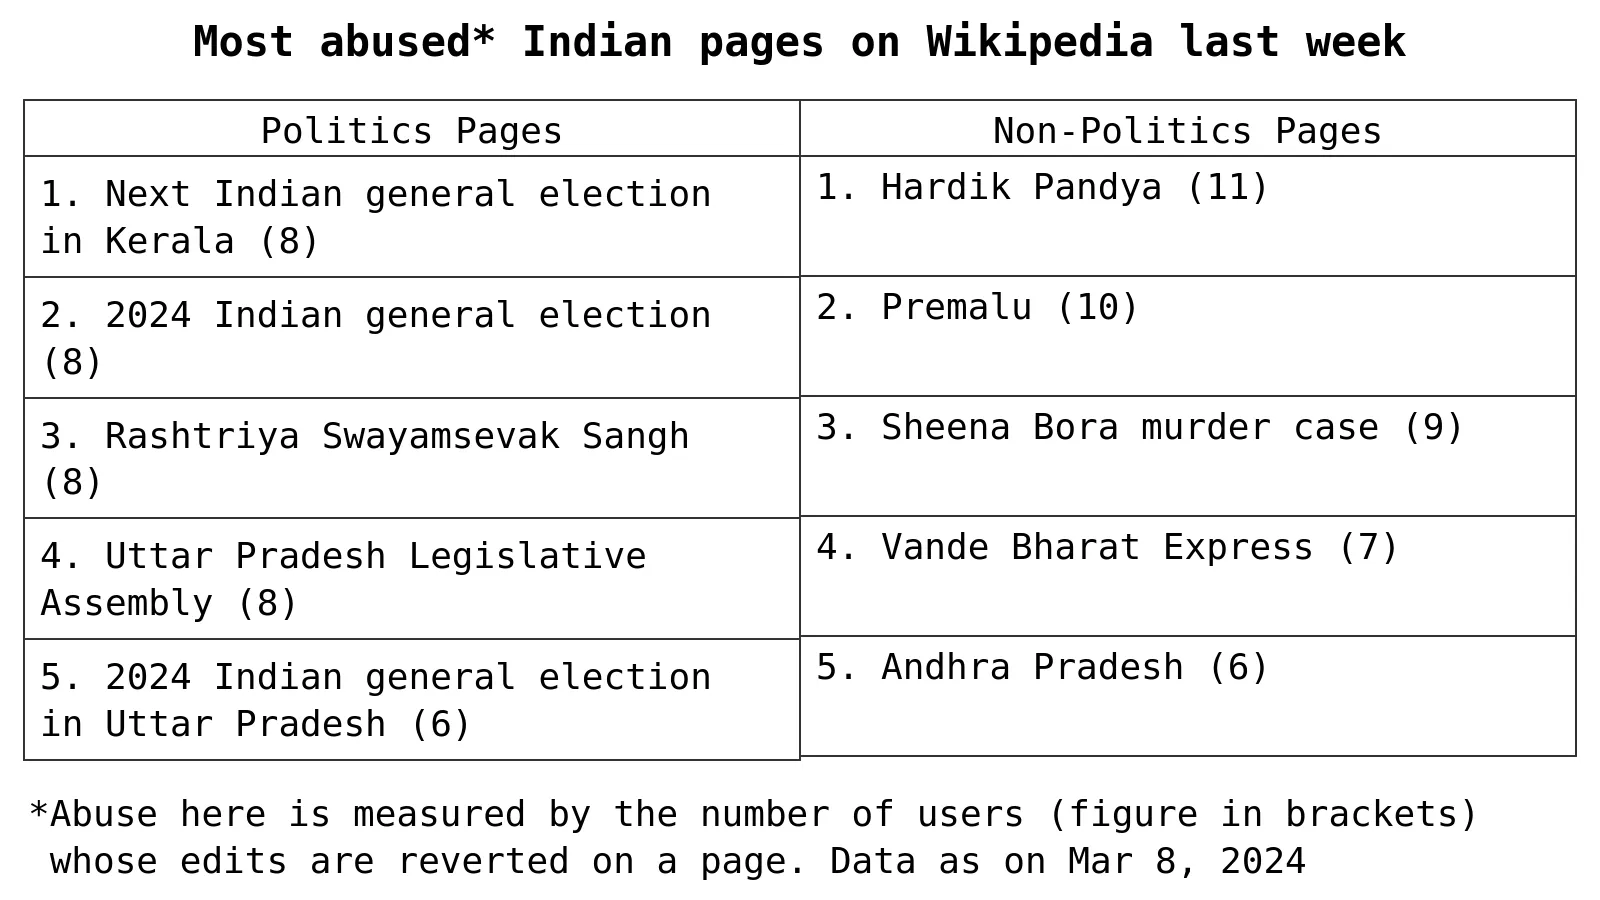 Most abused* Indian pages on Wikipedia last week
Politics Pages
1. Next Indian general election
in Kerala (8)
2. 2024 Indian general election
(8)
3. Rashtriya Swayamsevak Sangh
(8)
4. Uttar Pradesh Legislative
Assembly (8)
5. 2024 Indian general election
in Uttar Pradesh (6)
Non-Politics Pages
1. Hardik Pandya (11)
2. Premalu (10)
3. Sheena Bora murder case (9)
4. Vande Bharat Express (7)
5. Andhra Pradesh (6)
*Abuse here is measured by the number of users (figure in brackets)
whose edits are reverted on a page. Data as on Mar 8, 2024